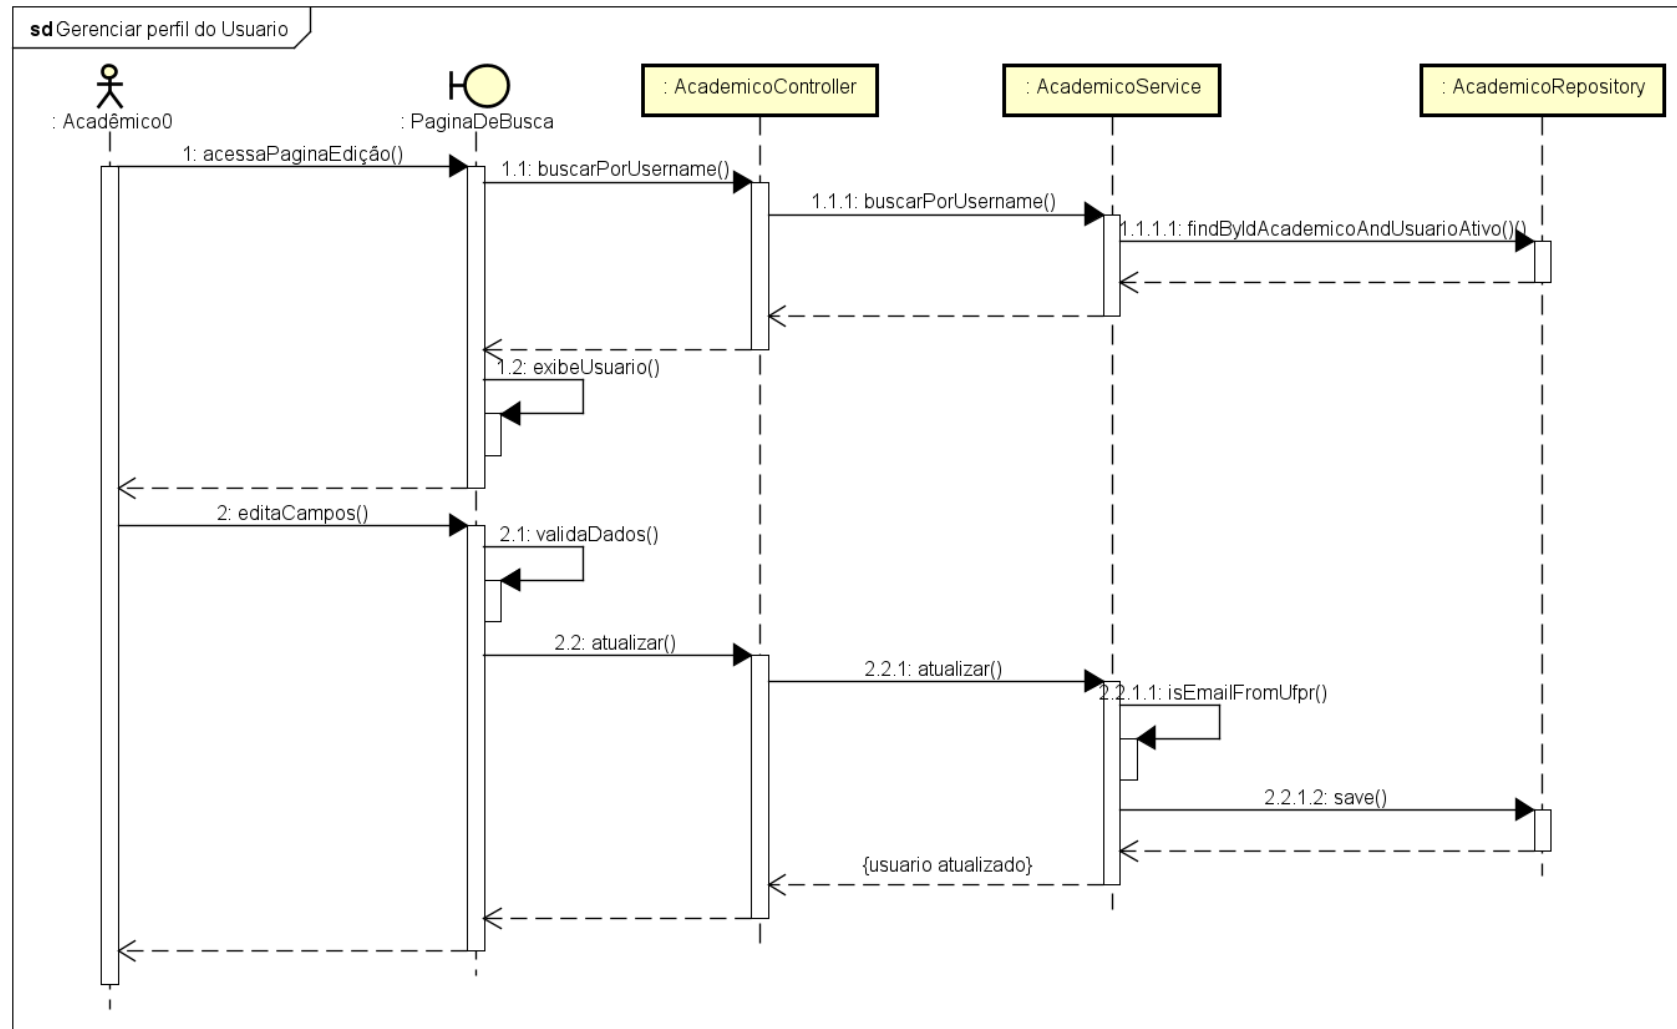 sd Gerenciar perfil do Usuario
: Acadêmico0
: PaginaDeBusca
: AcademicoController
: AcademicoService
: AcademicoRepository
1: acessaPaginaEdição()
1.1: buscarPorUsername()
1.1.1: buscarPorUsername()
1.1.1.1: findByIdAcademicoAndUsuarioAtivo()()
1.2: exibeUsuario()
2: editaCampos()
2.1: validaDados()
2.2: atualizar()
2.2.1: atualizar()
2.2.1.1: isEmailFromUfpr()
2.2.1.2: save()
{usuario atualizado}